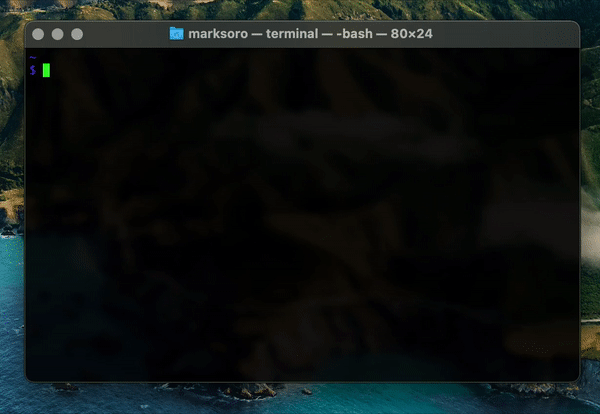 marksoro — terminal — -bash — 80×24
~
$